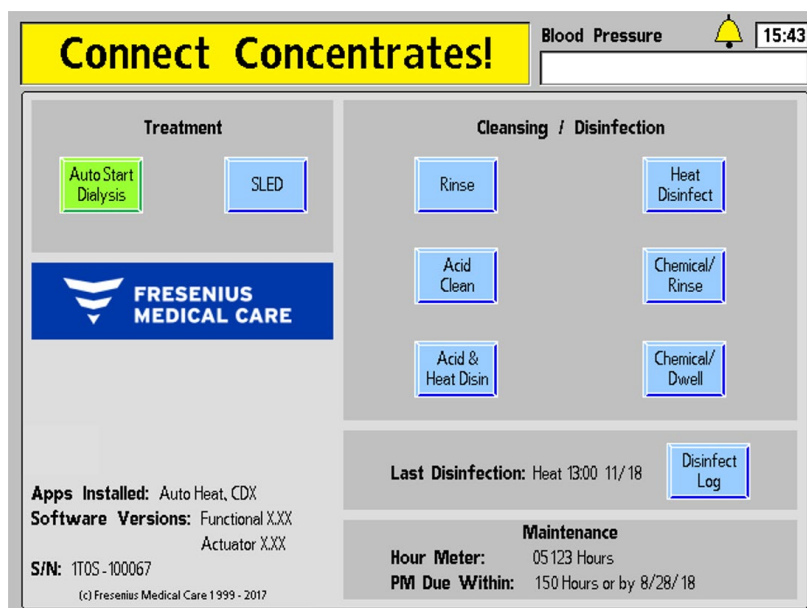 Connect Concentrates!
Blood Pressure
15:43
Treatment
Auto Start
Dialysis
SLED
Cleansing / Disinfection
Rinse
Heat
Disinfect
Acid
Clean
Chemical/
Rinse
Acid &
Heat Disin
Chemical/
Dwell
FRESENIUS
MEDICAL CARE
Last Disinfection: Heat 13:00 11/18
Disinfect
Log
Apps Installed: Auto Heat, CDX
Software Versions: Functional X.XX
Actuator X.XX
S/N: 1T0S-100067
(c) Fresenius Medical Care 1999 - 2017
Maintenance
Hour Meter: 05123 Hours
PM Due Within: 150 Hours or by 8/28/18